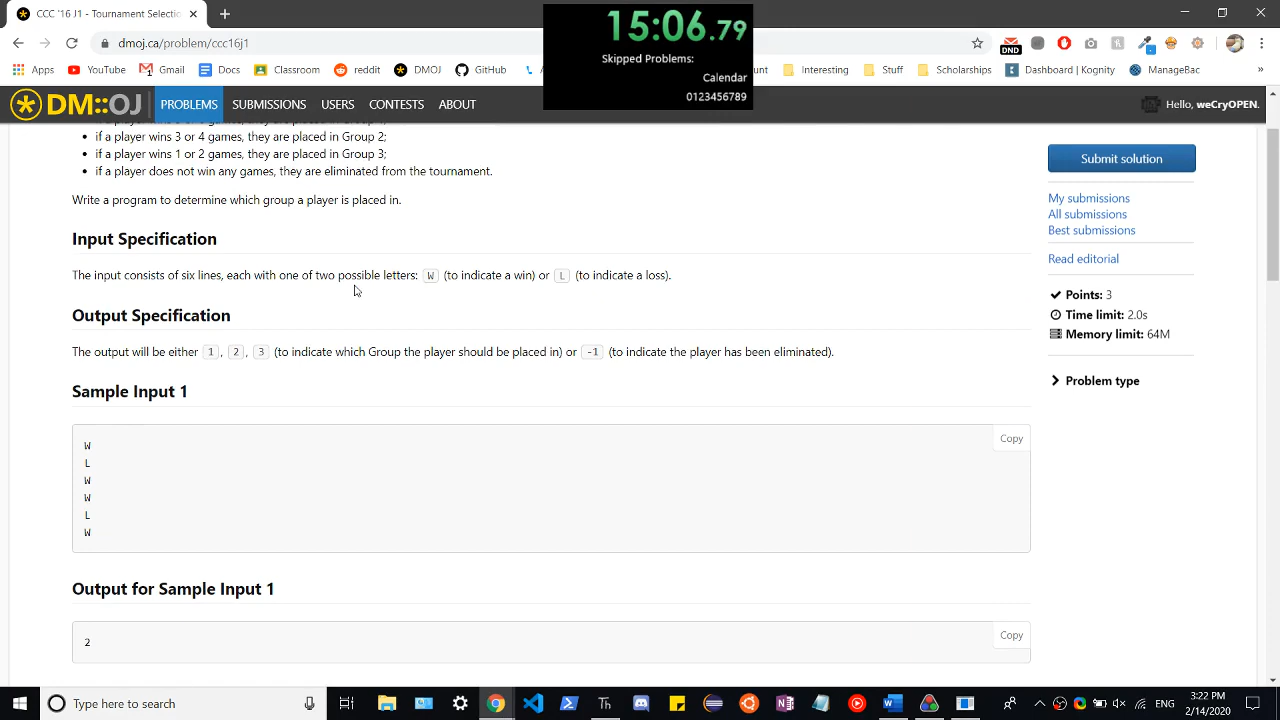 CCC '16 J1 - Tournament Selecti
15:06.79
Skipped Problems:
Calendar
0123456789
dmoj.ca/problem/ccc16j1
DND
Apps
YouTube
Gmail
Docs
Classroom
reddit
DMOJ
GitHub
Interesting
Stuff
Scholarships
Dashboard | Kognity
ManageBac
»
DM::OJ
PROBLEMS
SUBMISSIONS
USERS
CONTESTS
ABOUT
Hello, weCryOPEN.
if a player wins 3 or 4 games, they are placed in Group 2;
if a player wins 1 or 2 games, they are placed in Group 3;
if a player does not win any games, they are eliminated from the tournament.
Write a program to determine which group a player is placed in.
Input Specification
The input consists of six lines, each with one of two possible letters: W (to indicate a win) or L (to indicate a loss).
Output Specification
The output will be either 1, 2, 3 (to indicate which Group the player should be placed in) or -1 (to indicate the player has been eliminated).
Sample Input 1
Copy
W
L
W
W
L
W
Output for Sample Input 1
Copy
2
Submit solution
My submissions
All submissions
Best submissions
Read editorial
Points: 3
Time limit: 2.0s
Memory limit: 64M
Problem type
Type here to search
Th
ENG
3:22 PM
2/14/2020